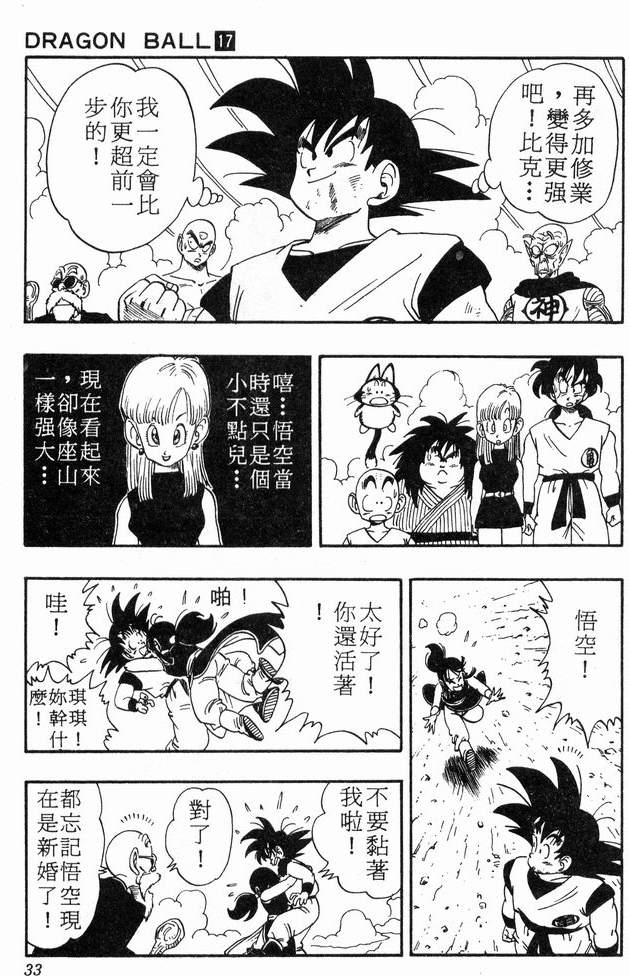 DRAGON BALL 17
再多加修業
，變得更强
吧！比克…
我一定會比
你更超前一
步的！
神
嘻…悟空當
時還只是個
小不點兒…
現在看起來
，卻像座山
一樣强大…
悟空！
太好了！
你還活著
！
啪！
哇！
琪琪！
妳幹什
麼！
不要黏著
我啦！
對了！
都忘記悟空現
在是新婚了！
33